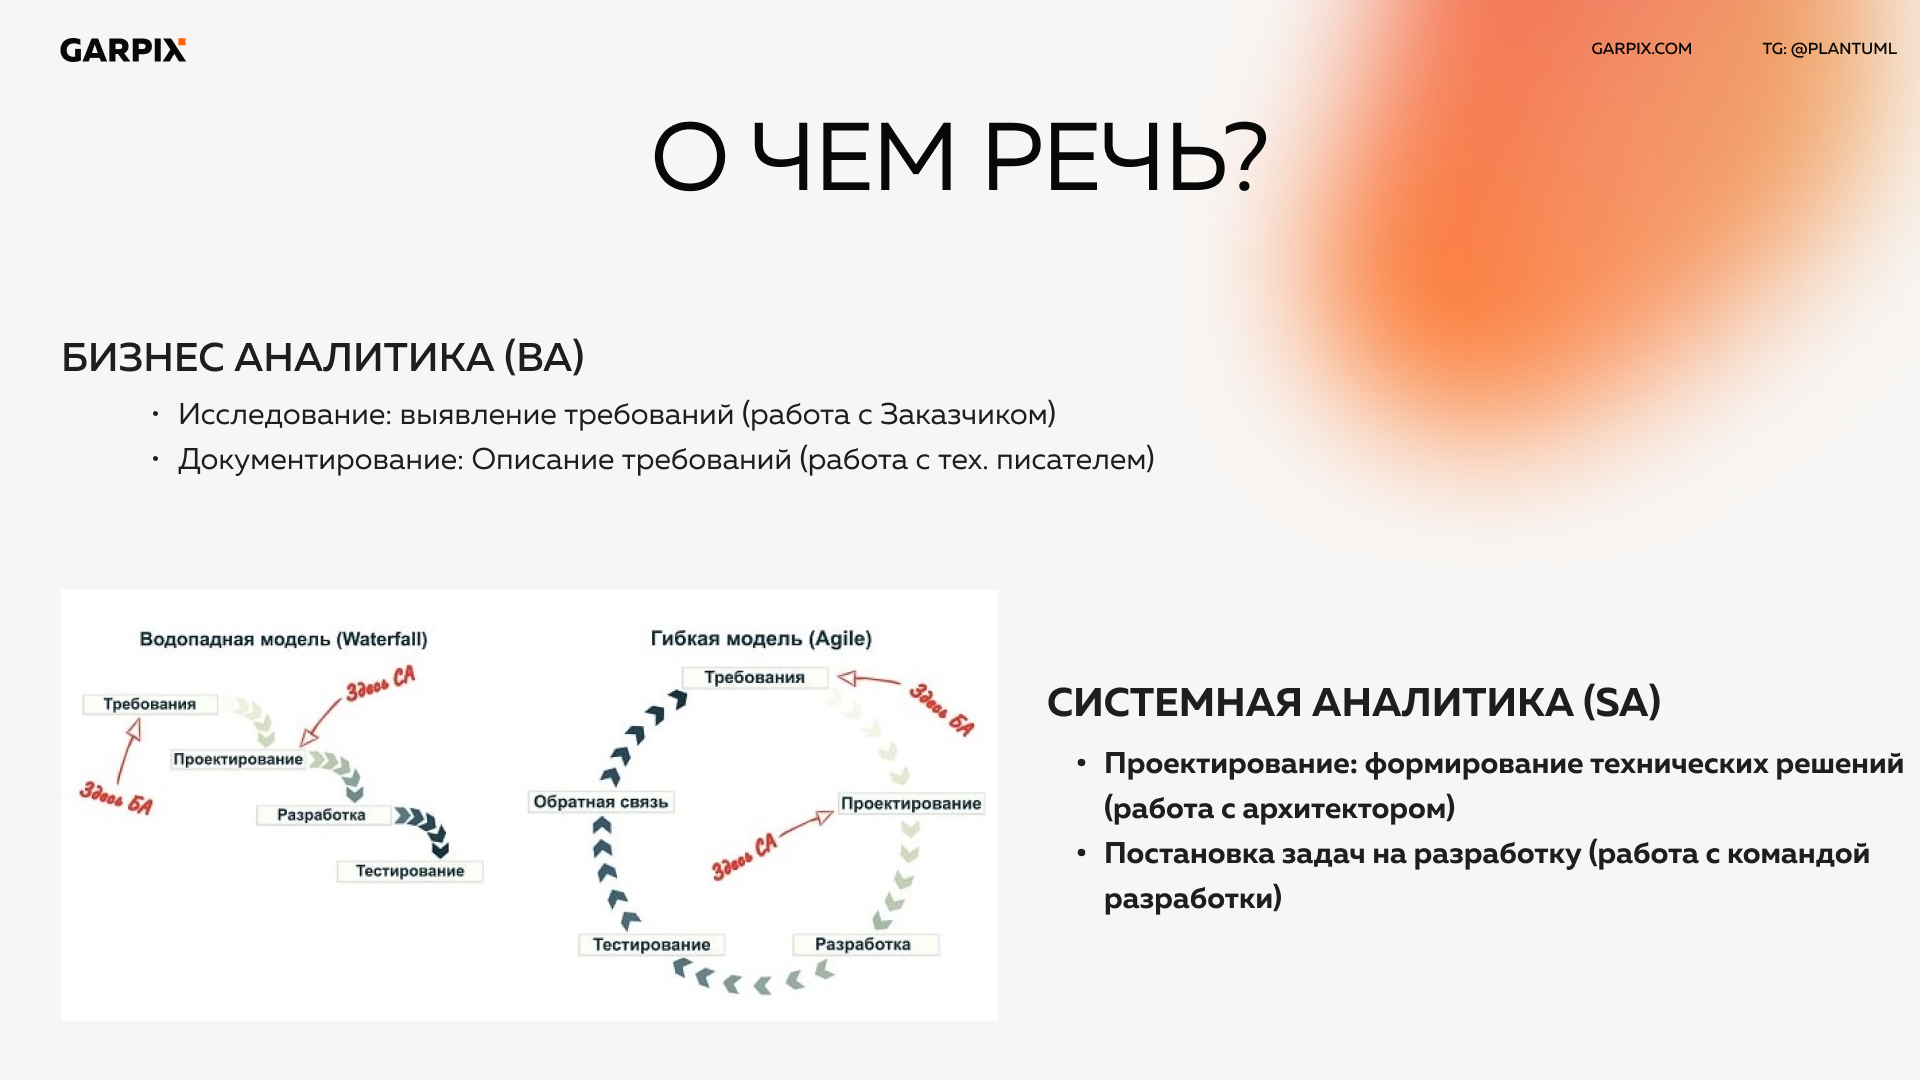 GARPIX
GARPIX.COM
TG: @PLANTUML
О ЧЕМ РЕЧЬ?
БИЗНЕС АНАЛИТИКА (BA)
• Исследование: выявление требований (работа с Заказчиком)
• Документирование: Описание требований (работа с тех. писателем)
Водопадная модель (Waterfall)
Здесь СА
Требования
Проектирование
Здесь БА
Разработка
Тестирование
Гибкая модель (Agile)
Требования
Здесь БА
Обратная связь
Проектирование
Здесь СА
Тестирование
Разработка
СИСТЕМНАЯ АНАЛИТИКА (SA)
• Проектирование: формирование технических решений
(работа с архитектором)
• Постановка задач на разработку (работа с командой
разработки)